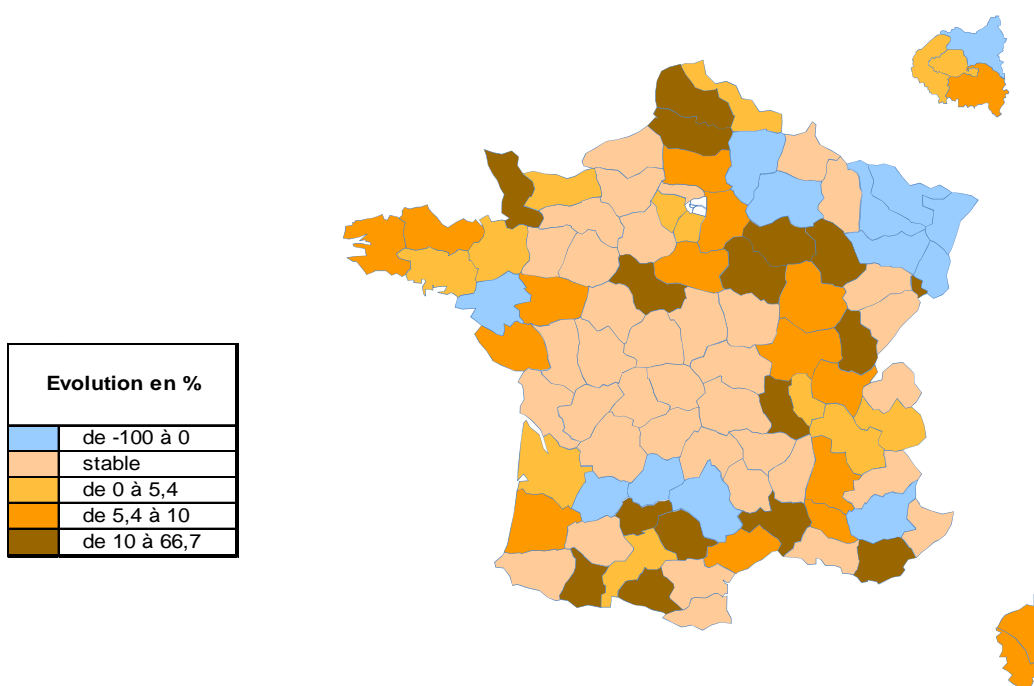 Evolution en %
de -100 à 0
stable
de 0 à 5,4
de 5,4 à 10
de 10 à 66,7